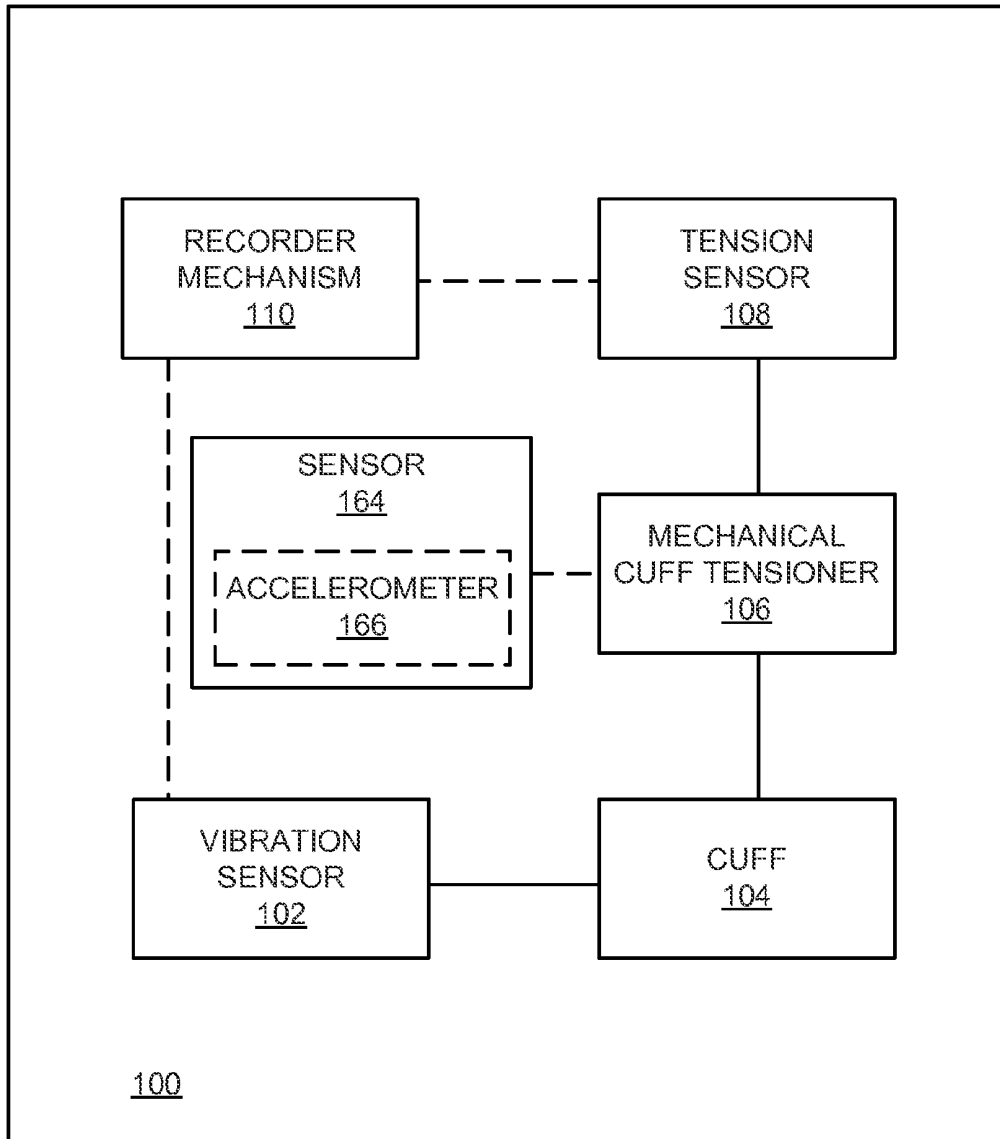 RECORDER
MECHANISM
110
TENSION
SENSOR
108
SENSOR
164
ACCELEROMETER
166
MECHANICAL
CUFF TENSIONER
106
VIBRATION
SENSOR
102
CUFF
104
100